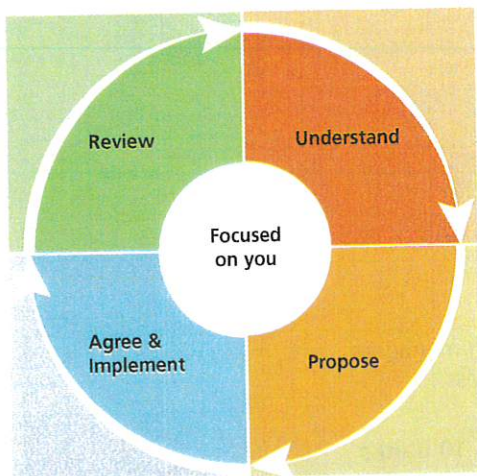 Review
Understand
Focused
on you
Agree &
Implement
Propose